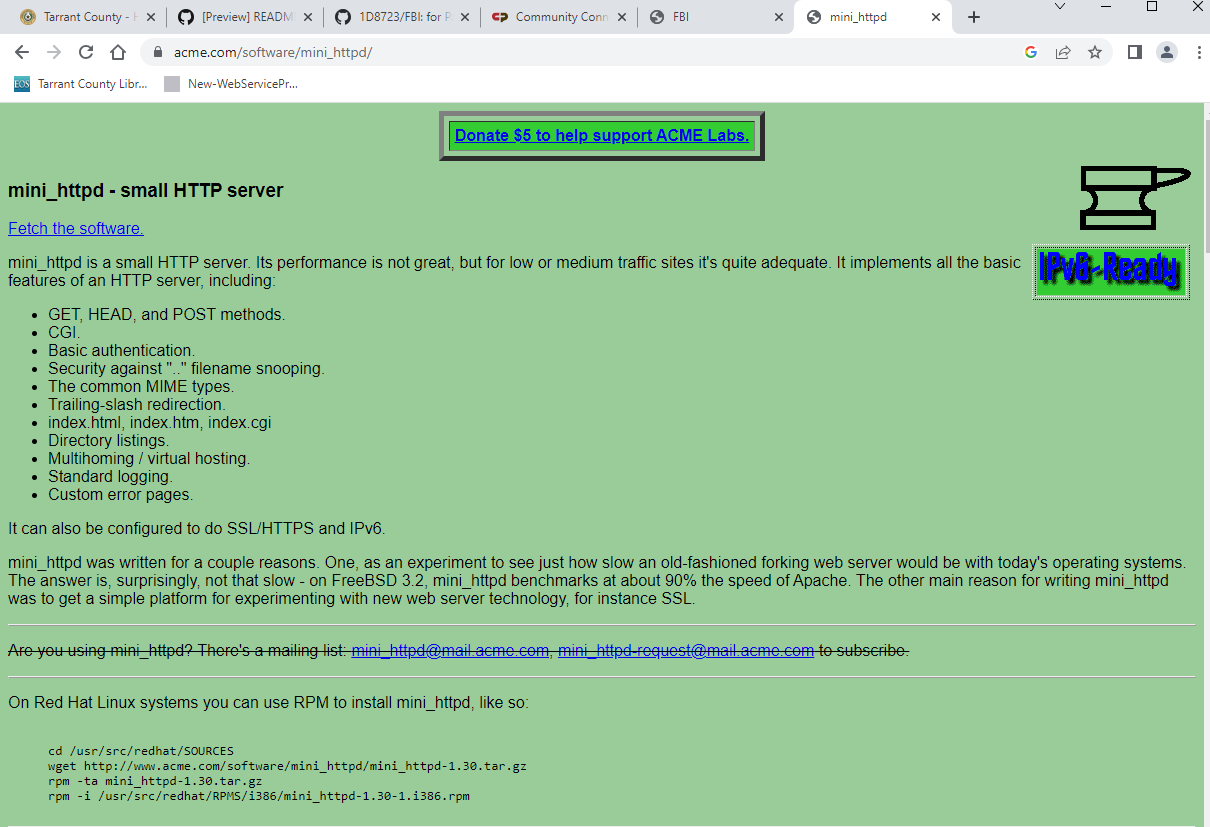 Tarrant County -
[Preview] READM
1D8723/FBI: for P
Community Conn
FBI
mini_httpd
acme.com/software/mini_httpd/
EOS
Tarrant County Libr...
New-WebServicePr...
Donate $5 to help support ACME Labs.
mini_httpd - small HTTP server
Fetch the software.
IPv6-Ready
mini_httpd is a small HTTP server. Its performance is not great, but for low or medium traffic sites it's quite adequate. It implements all the basic
features of an HTTP server, including:
• GET, HEAD, and POST methods.
• CGI.
• Basic authentication.
• Security against ".." filename snooping.
• The common MIME types.
• Trailing-slash redirection.
• index.html, index.htm, index.cgi
• Directory listings.
• Multihoming / virtual hosting.
• Standard logging.
• Custom error pages.
It can also be configured to do SSL/HTTPS and IPv6.
mini_httpd was written for a couple reasons. One, as an experiment to see just how slow an old-fashioned forking web server would be with today's operating systems.
The answer is, surprisingly, not that slow - on FreeBSD 3.2, mini_httpd benchmarks at about 90% the speed of Apache. The other main reason for writing mini_httpd
was to get a simple platform for experimenting with new web server technology, for instance SSL.
Are you using mini_httpd? There's a mailing list: mini_httpd@mail.acme.com, mini_httpd-request@mail.acme.com to subscribe.
On Red Hat Linux systems you can use RPM to install mini_httpd, like so:
cd /usr/src/redhat/SOURCES
wget http://www.acme.com/software/mini_httpd/mini_httpd-1.30.tar.gz
rpm -ta mini_httpd-1.30.tar.gz
rpm -i /usr/src/redhat/RPMS/i386/mini_httpd-1.30-1.i386.rpm